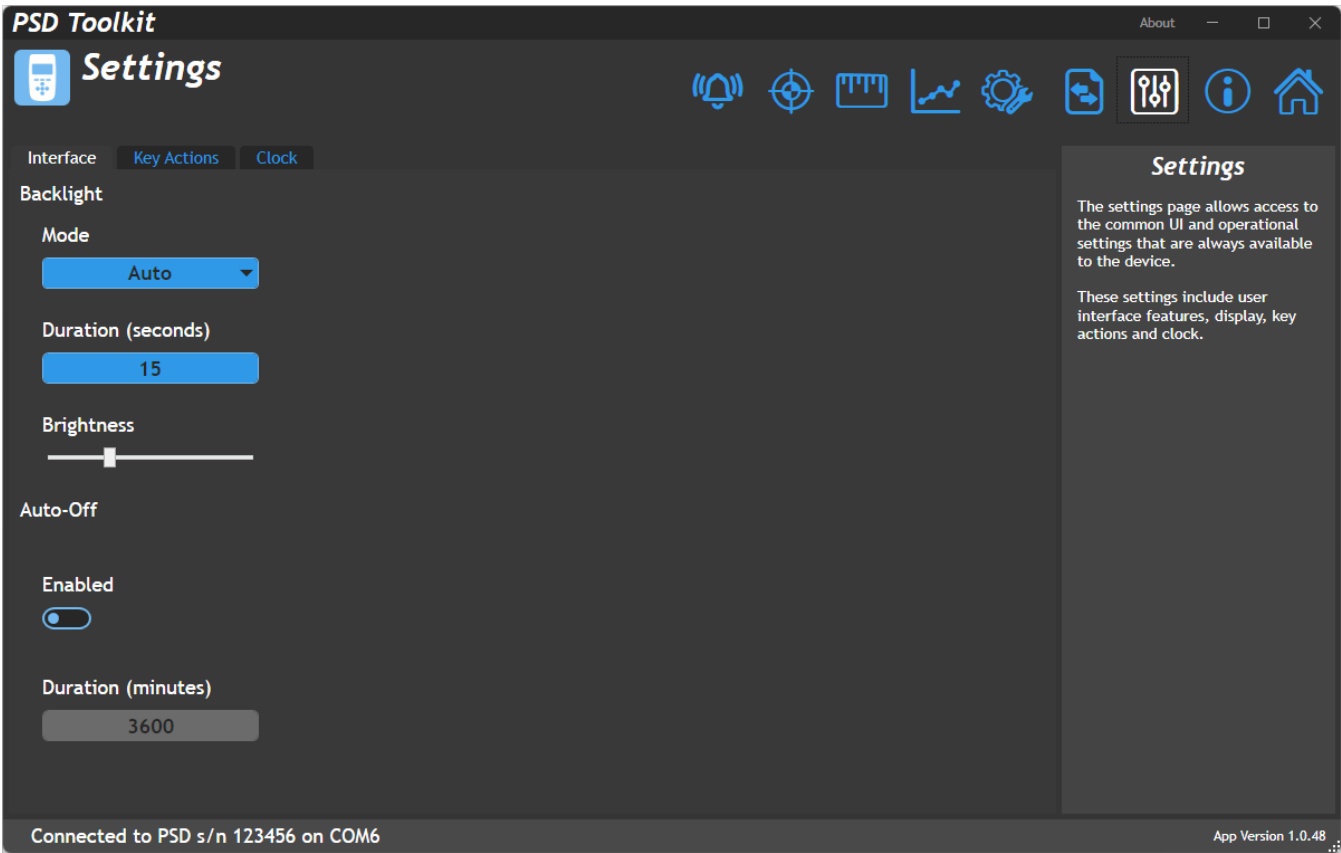 PSD Toolkit
About
Settings
Interface
Key Actions
Clock
Backlight
Mode
Auto
Duration (seconds)
15
Brightness
Auto-Off
Enabled
Duration (minutes)
3600
Settings
The settings page allows access to
the common UI and operational
settings that are always available
to the device.
These settings include user
interface features, display, key
actions and clock.
Connected to PSD s/n 123456 on COM6
App Version 1.0.48